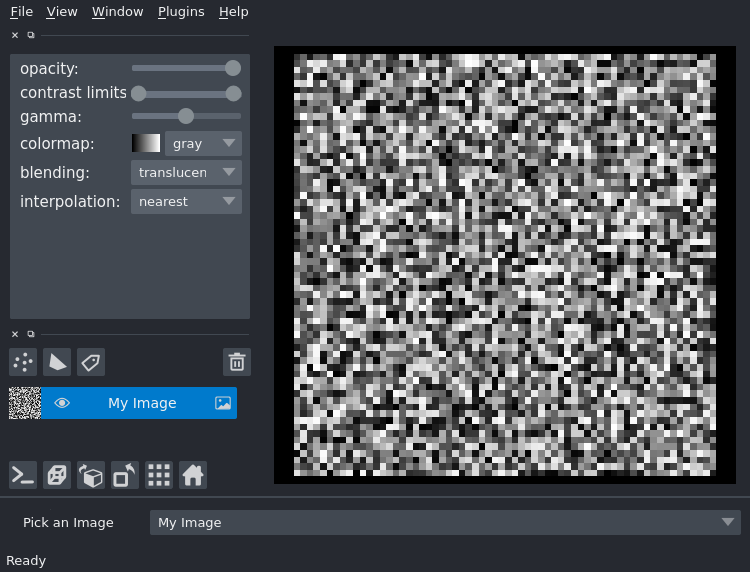 File View Window Plugins Help
opacity:
contrast limits
gamma:
colormap: gray
blending: translucen
interpolation: nearest
My Image
Pick an Image My Image
Ready